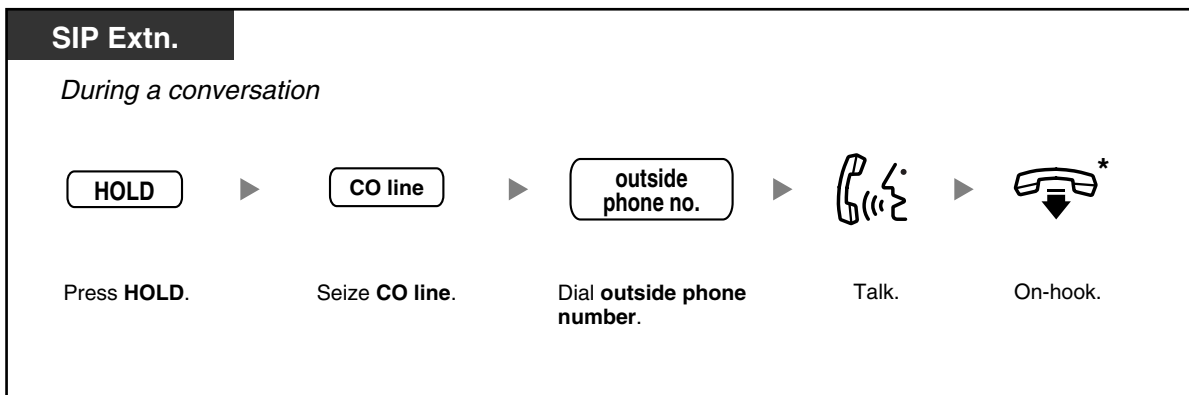 SIP Extn.
During a conversation
HOLD
CO line
outside
phone no.
*
Press HOLD.
Seize CO line.
Dial outside phone
number.
Talk.
On-hook.